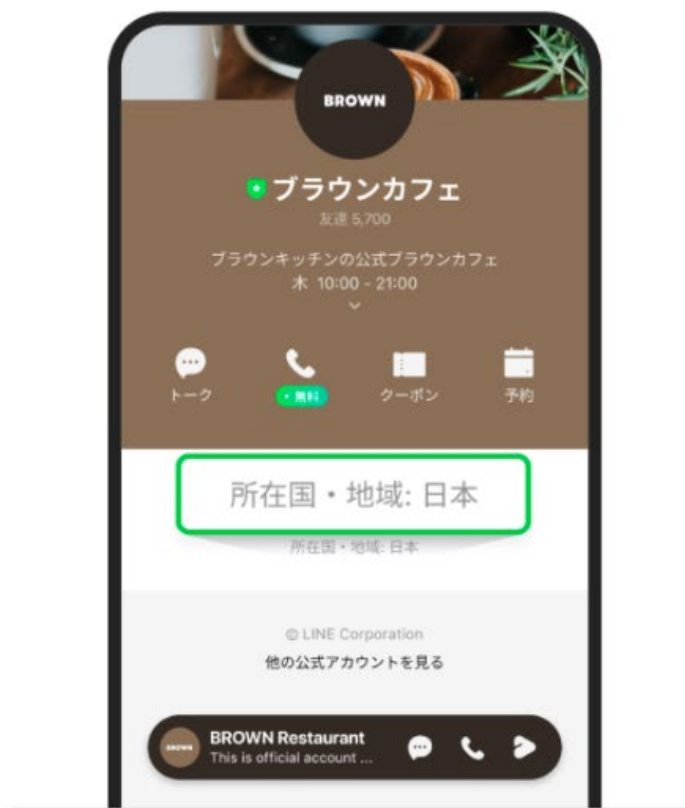 BROWN
ブラウンカフェ
友達 5,700
ブラウンキッチンの公式ブラウンカフェ
木 10:00 - 21:00
トーク
・無料
クーポン
予約
所在国・地域: 日本
所在国・地域: 日本
© LINE Corporation
他の公式アカウントを見る
BROWN
BROWN Restaurant
This is official account ...